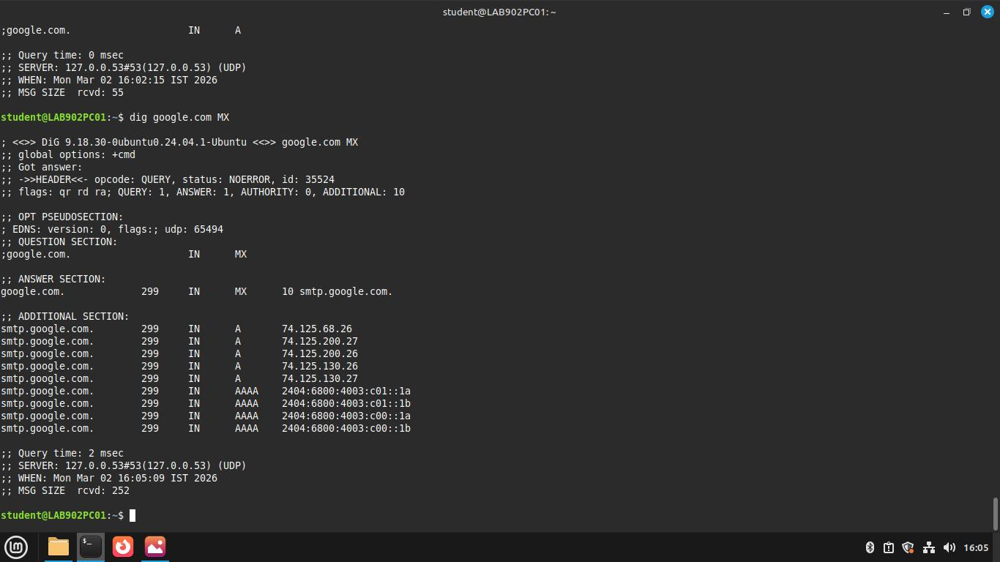 student@LAB902PC01: ~
;google.com. IN A
;; Query time: 0 msec
;; SERVER: 127.0.0.53#53(127.0.0.53) (UDP)
;; WHEN: Mon Mar 02 16:02:15 IST 2026
;; MSG SIZE  rcvd: 55
student@LAB902PC01:~$ dig google.com MX
; <<>> DiG 9.18.30-0ubuntu0.24.04.1-Ubuntu <<>> google.com MX
;; global options: +cmd
;; Got answer:
;; ->>HEADER<<- opcode: QUERY, status: NOERROR, id: 35524
;; flags: qr rd ra; QUERY: 1, ANSWER: 1, AUTHORITY: 0, ADDITIONAL: 10
;; OPT PSEUDOSECTION:
; EDNS: version: 0, flags:; udp: 65494
;; QUESTION SECTION:
;google.com. IN MX
;; ANSWER SECTION:
google.com. 299 IN MX 10 smtp.google.com.
;; ADDITIONAL SECTION:
smtp.google.com. 299 IN A 74.125.68.26
smtp.google.com. 299 IN A 74.125.200.27
smtp.google.com. 299 IN A 74.125.200.26
smtp.google.com. 299 IN A 74.125.130.26
smtp.google.com. 299 IN A 74.125.130.27
smtp.google.com. 299 IN AAAA 2404:6800:4003:c01::1a
smtp.google.com. 299 IN AAAA 2404:6800:4003:c01::1b
smtp.google.com. 299 IN AAAA 2404:6800:4003:c00::1a
smtp.google.com. 299 IN AAAA 2404:6800:4003:c00::1b
;; Query time: 2 msec
;; SERVER: 127.0.0.53#53(127.0.0.53) (UDP)
;; WHEN: Mon Mar 02 16:05:09 IST 2026
;; MSG SIZE  rcvd: 252
student@LAB902PC01:~$
16:05